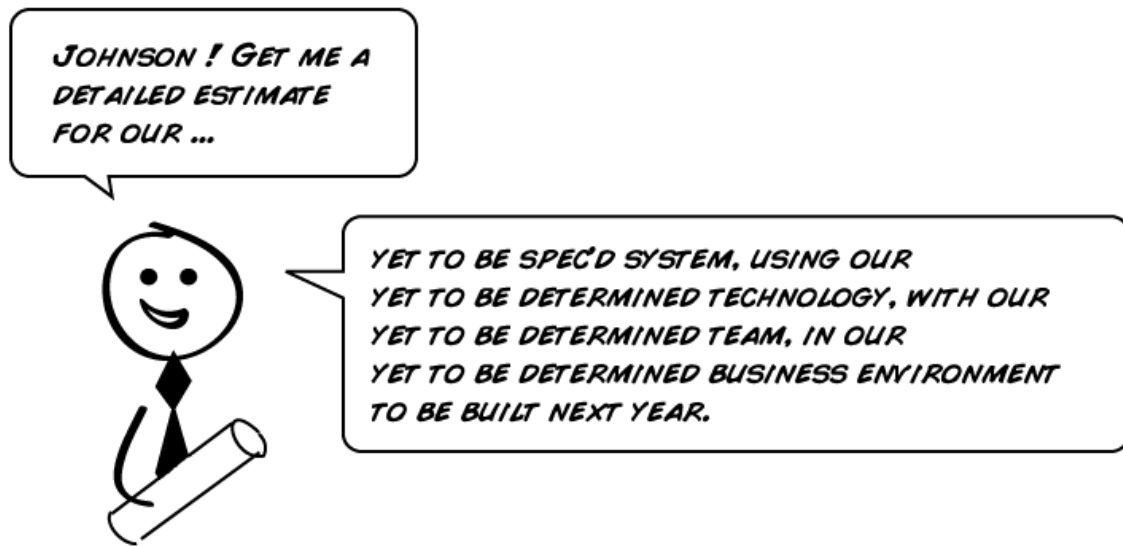 JOHNSON ! GET ME A
DETAILED ESTIMATE
FOR OUR ...
YET TO BE SPEC'D SYSTEM, USING OUR
YET TO BE DETERMINED TECHNOLOGY, WITH OUR
YET TO BE DETERMINED TEAM, IN OUR
YET TO BE DETERMINED BUSINESS ENVIRONMENT
TO BE BUILT NEXT YEAR.